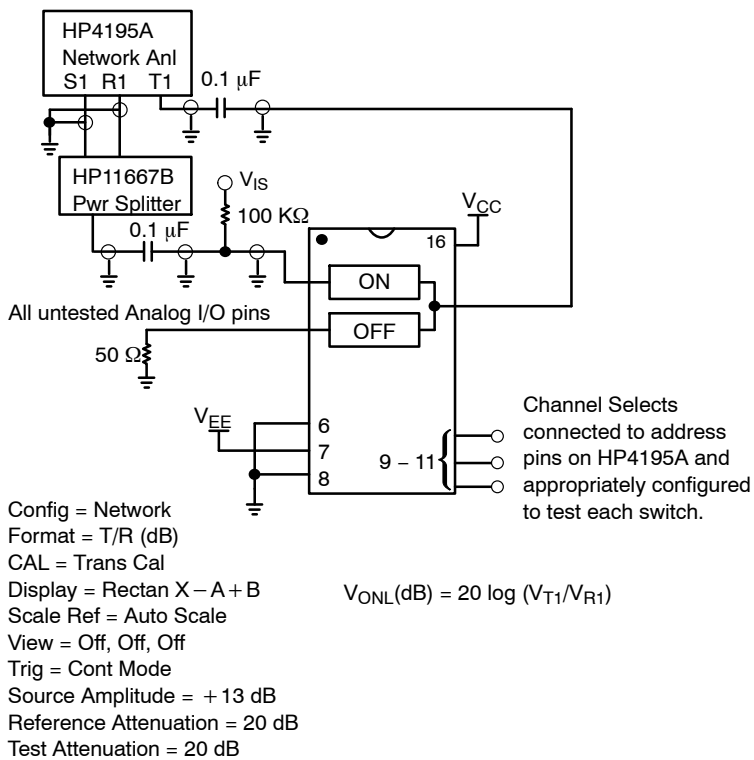 HP4195A
Network Anl
S1 R1 T1
0.1 μF
HP11667B
Pwr Splitter
V_IS
100 KΩ
0.1 μF
V_CC
16
ON
OFF
All untested Analog I/O pins
50 Ω
V_EE
6
7
8
9 – 11
Channel Selects
connected to address
pins on HP4195A and
appropriately configured
to test each switch.
Config = Network
Format = T/R (dB)
CAL = Trans Cal
Display = Rectan X – A + B
Scale Ref = Auto Scale
View = Off, Off, Off
Trig = Cont Mode
Source Amplitude = +13 dB
Reference Attenuation = 20 dB
Test Attenuation = 20 dB
V_ONL(dB) = 20 log (V_T1/V_R1)